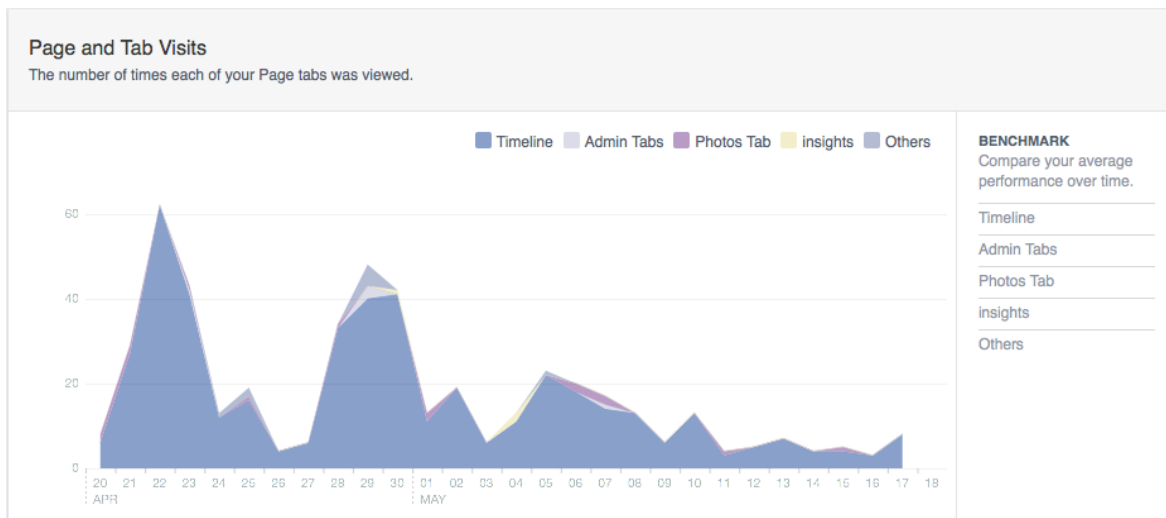 Page and Tab Visits
The number of times each of your Page tabs was viewed.
Timeline Admin Tabs Photos Tab insights Others
60
40
20
0
20 21 22 23 24 25 26 27 28 29 30 01 02 03 04 05 06 07 08 09 10 11 12 13 14 15 16 17 18
APR MAY
BENCHMARK
Compare your average
performance over time.
Timeline
Admin Tabs
Photos Tab
insights
Others